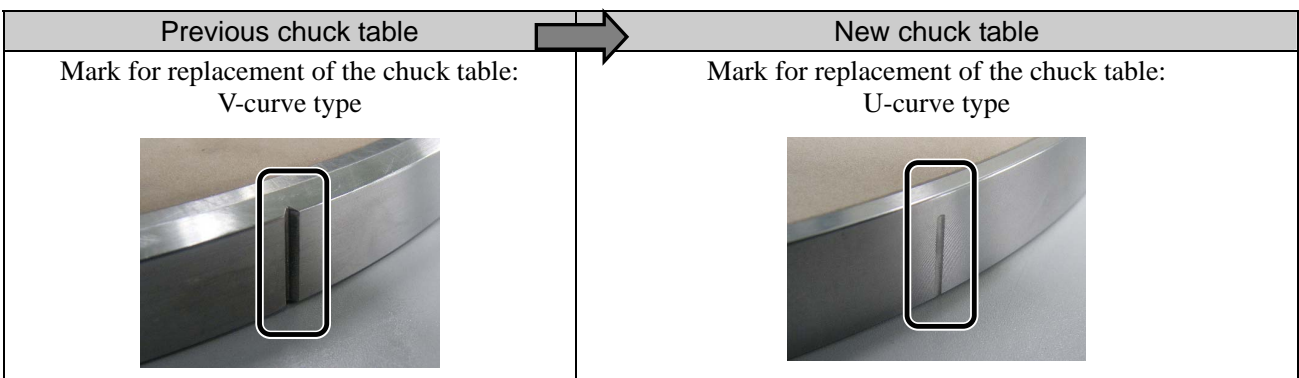 Previous chuck table
New chuck table
Mark for replacement of the chuck table:
V-curve type
Mark for replacement of the chuck table:
U-curve type